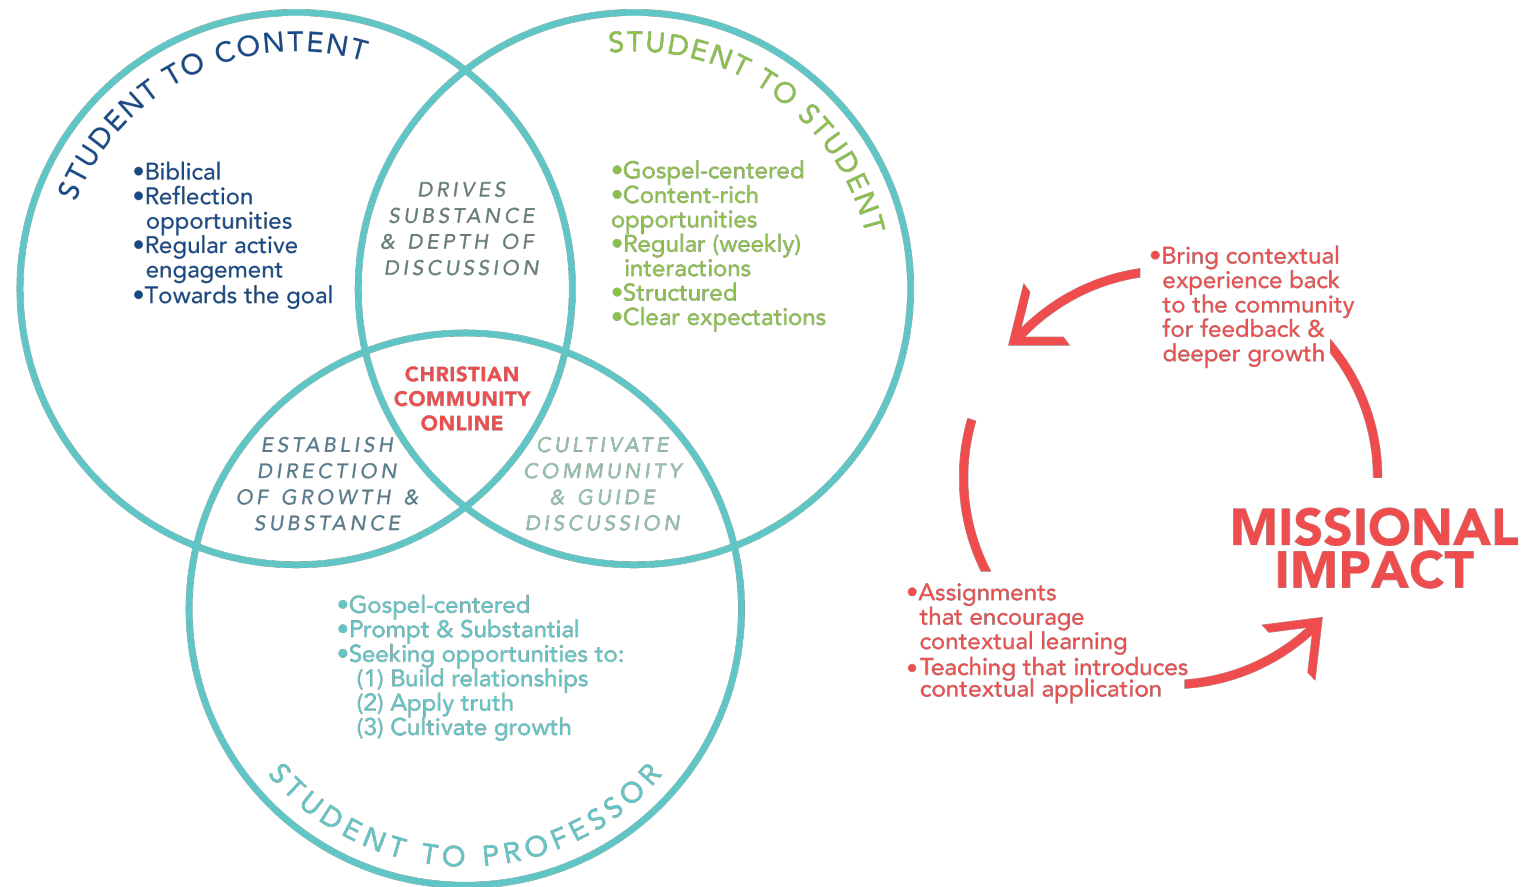 STUDENT TO CONTENT
•Biblical
•Reflection
opportunities
•Regular active
engagement
•Towards the goal
DRIVES
SUBSTANCE
& DEPTH OF
DISCUSSION
STUDENT TO STUDENT
•Gospel-centered
•Content-rich
opportunities
•Regular (weekly)
interactions
•Structured
•Clear expectations
CHRISTIAN
COMMUNITY
ONLINE
ESTABLISH
DIRECTION
OF GROWTH &
SUBSTANCE
CULTIVATE
COMMUNITY
& GUIDE
DISCUSSION
•Gospel-centered
•Prompt & Substantial
•Seeking opportunities to:
(1) Build relationships
(2) Apply truth
(3) Cultivate growth
STUDENT TO PROFESSOR
•Bring contextual
experience back
to the community
for feedback &
deeper growth
MISSIONAL
IMPACT
•Assignments
that encourage
contextual learning
•Teaching that introduces
contextual application